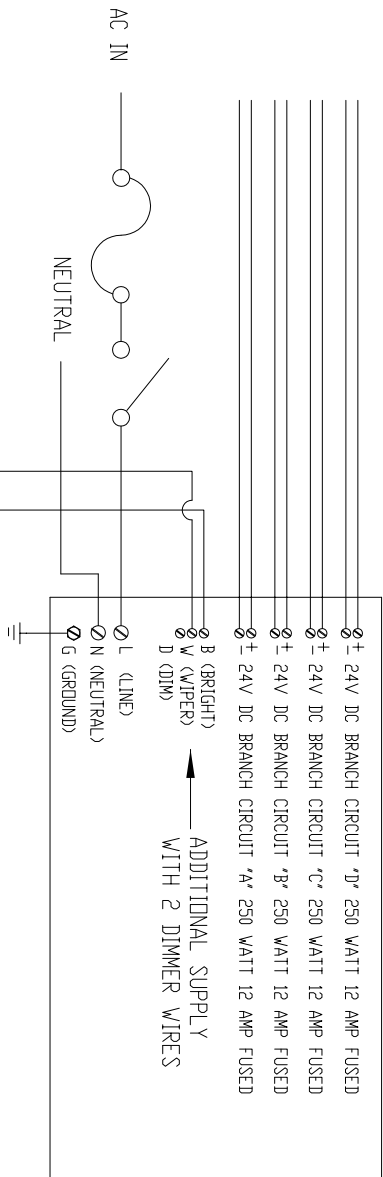 AC IN
NEUTRAL
+
- 24V DC BRANCH CIRCUIT "D" 250 WATT 12 AMP FUSED
+
- 24V DC BRANCH CIRCUIT "C" 250 WATT 12 AMP FUSED
+
- 24V DC BRANCH CIRCUIT "B" 250 WATT 12 AMP FUSED
+
- 24V DC BRANCH CIRCUIT "A" 250 WATT 12 AMP FUSED
B (BRIGHT)
W (WIPER)
D (DIM)
ADDITIONAL SUPPLY
WITH 2 DIMMER WIRES
L (LINE)
N (NEUTRAL)
G (GROUND)